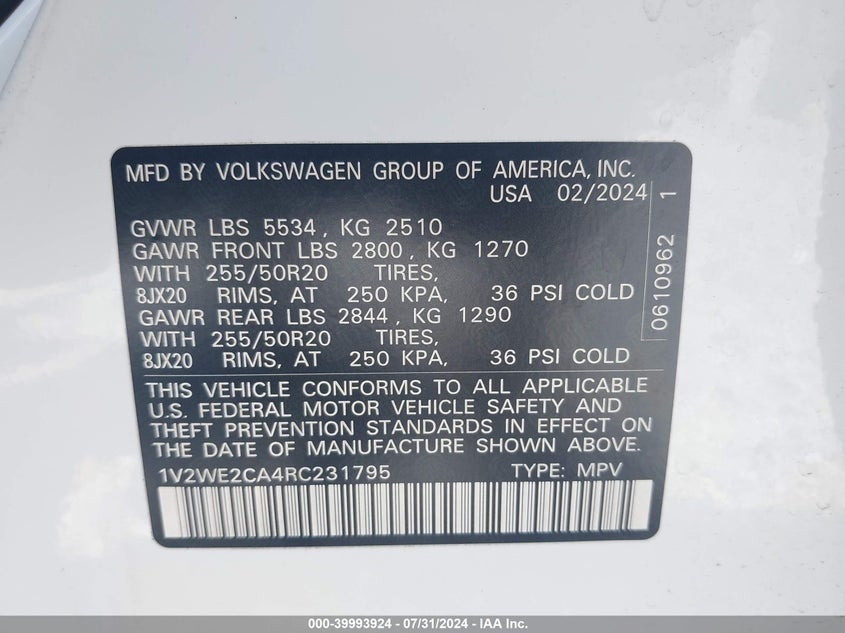 MFD BY VOLKSWAGEN GROUP OF AMERICA, INC.
USA 02/2024
GVWR LBS 5534, KG 2510
GAWR FRONT LBS 2800, KG 1270
WITH 255/50R20 TIRES,
8JX20 RIMS, AT 250 KPA, 36 PSI COLD
GAWR REAR LBS 2844, KG 1290
WITH 255/50R20 TIRES,
8JX20 RIMS, AT 250 KPA, 36 PSI COLD
THIS VEHICLE CONFORMS TO ALL APPLICABLE
U.S. FEDERAL MOTOR VEHICLE SAFETY AND
THEFT PREVENTION STANDARDS IN EFFECT ON
THE DATE OF MANUFACTURE SHOWN ABOVE.
1V2WE2CA4RC231795 TYPE: MPV
0610962 1
000-39993924 - 07/31/2024 - IAA Inc.